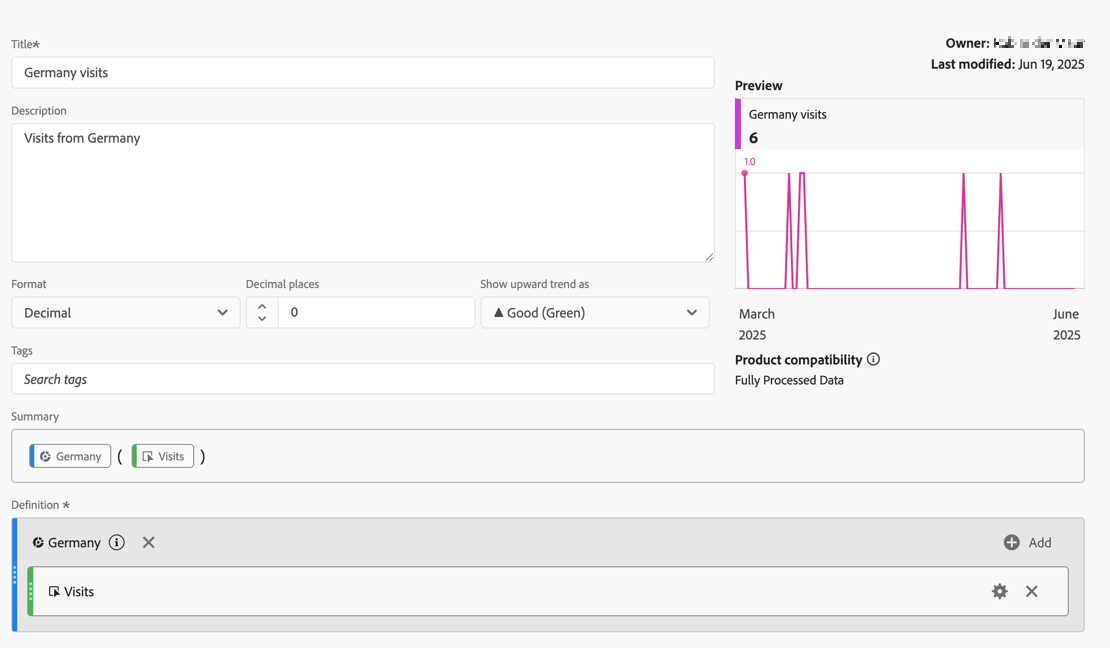 Title*
Germany visits
Description
Visits from Germany
Format
Decimal places
Show upward trend as
Decimal
0
Good (Green)
Tags
Search tags
Summary
Germany ( Visits )
Definition *
Germany
Add
Visits
Owner:
Last modified: Jun 19, 2025
Preview
Germany visits
6
1.0
March
2025
June
2025
Product compatibility
Fully Processed Data